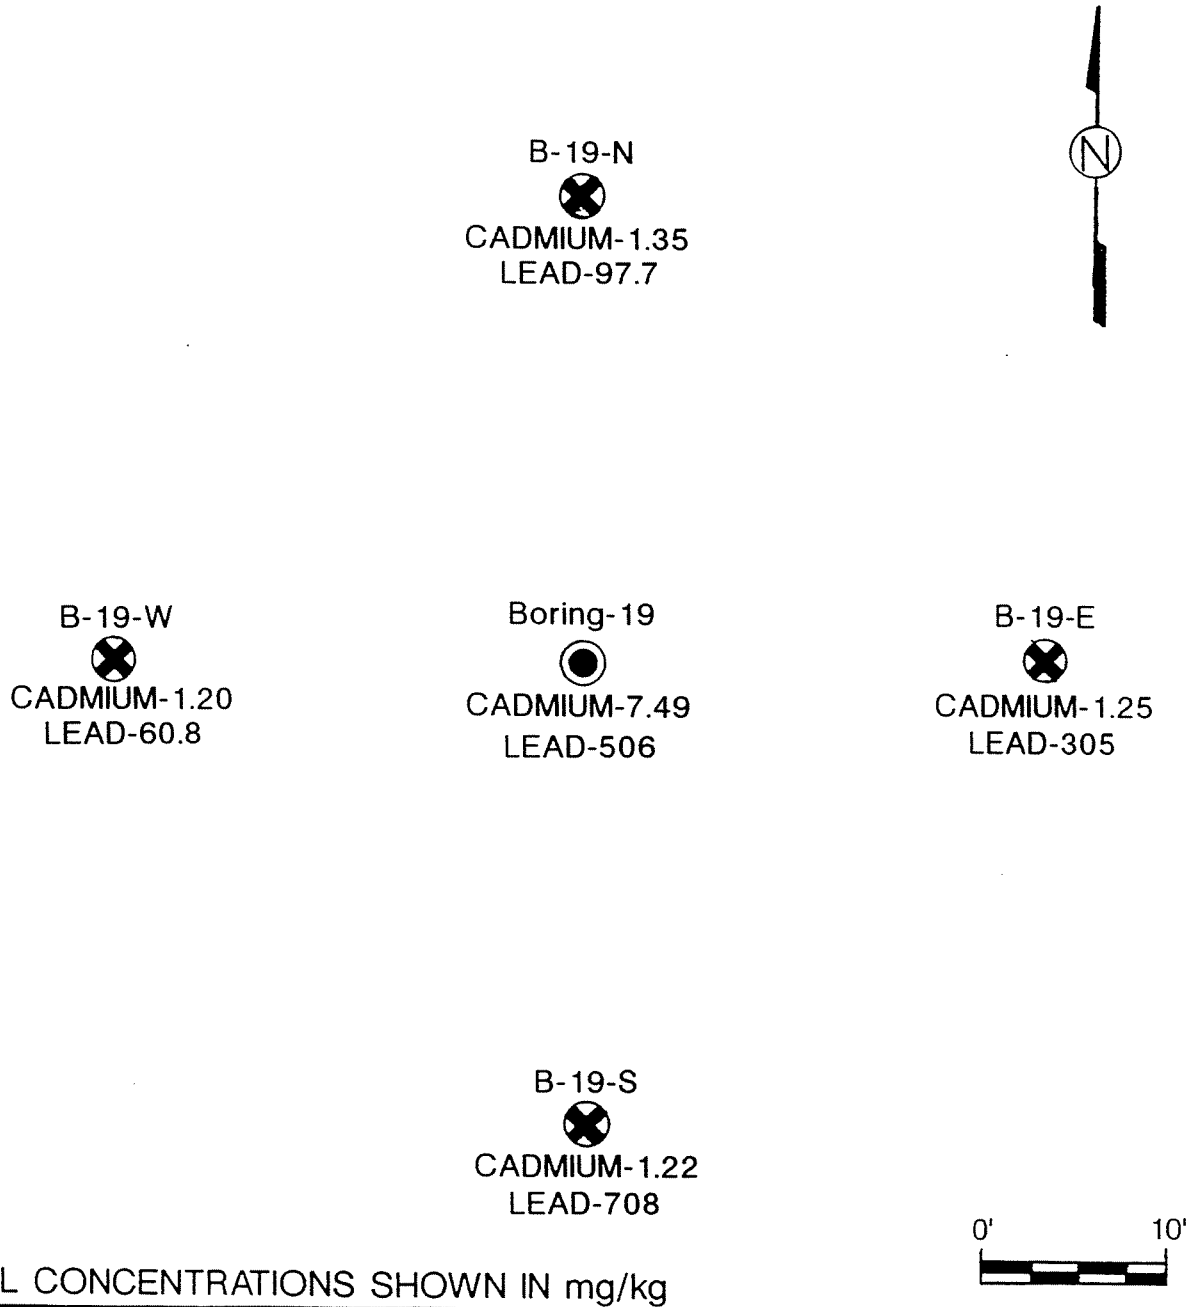 N
B-19-N
CADMIUM-1.35
LEAD-97.7
B-19-W
CADMIUM-1.20
LEAD-60.8
Boring-19
CADMIUM-7.49
LEAD-506
B-19-E
CADMIUM-1.25
LEAD-305
B-19-S
CADMIUM-1.22
LEAD-708
0' 10'
L CONCENTRATIONS SHOWN IN mg/kg